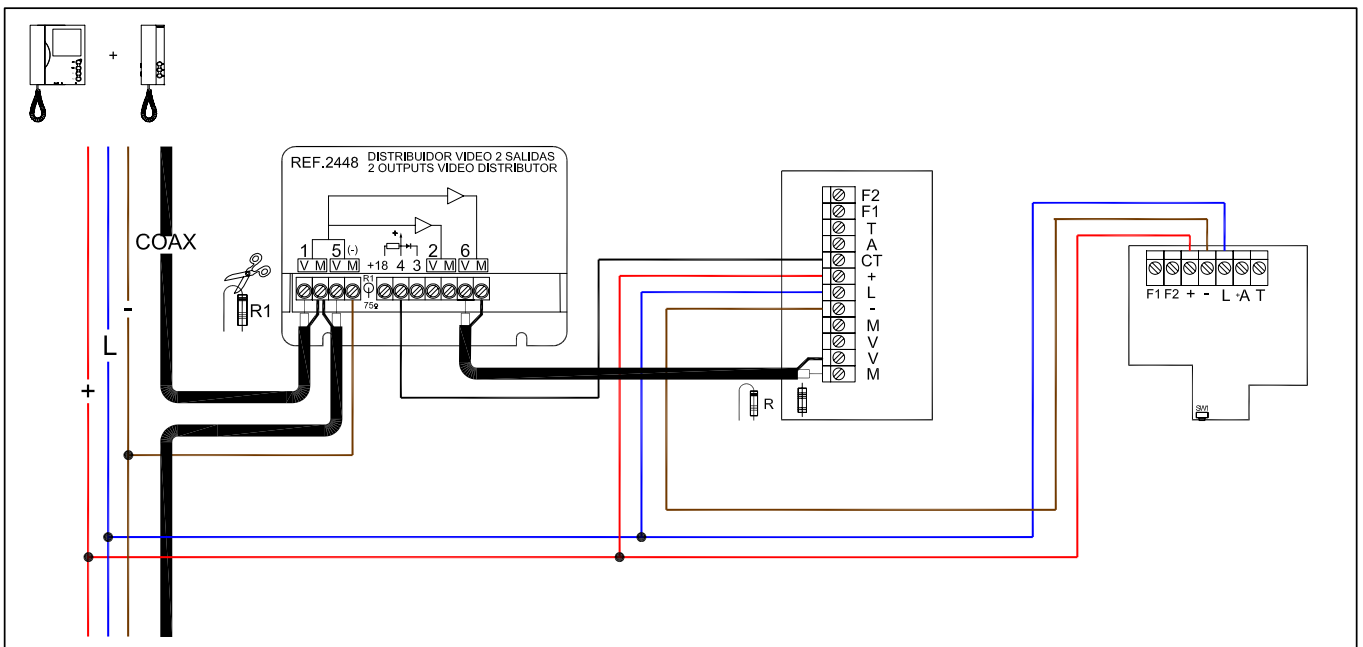 +
REF.2448
DISTRIBUIDOR VIDEO 2 SALIDAS
2 OUTPUTS VIDEO DISTRIBUTOR
COAX
1 5 (-) + 2 6
V M V M +18 4 3 V M V M
R1
75Ω
R1
-
L
+
F2
F1
T
A
CT
+
L
-
M
V
V
M
R
F1 F2 + - L +A T
SW1